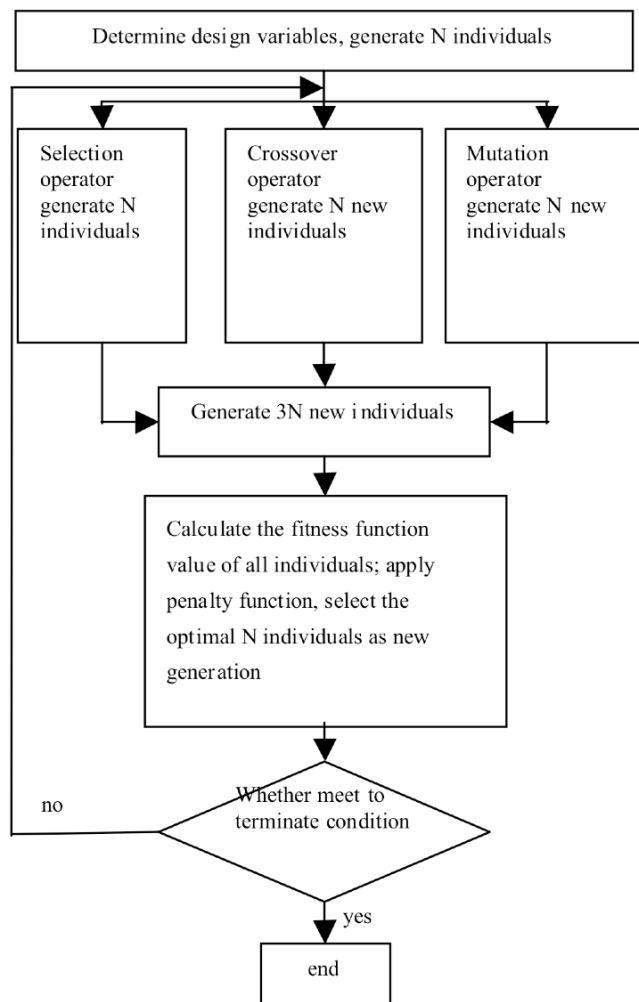 Determine design variables, generate N individuals
Selection
operator
generate N
individuals
Crossover
operator
generate N new
individuals
Mutation
operator
generate N new
individuals
Generate 3N new individuals
Calculate the fitness function
value of all individuals; apply
penalty function, select the
optimal N individuals as new
generation
Whether meet to
terminate condition
no
yes
end